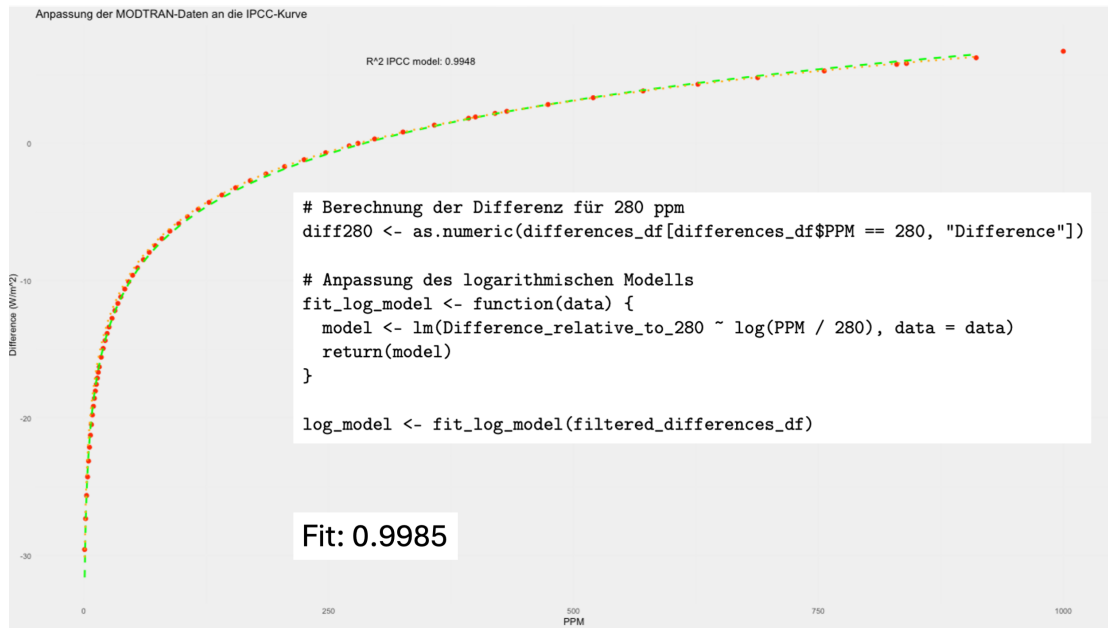 Anpassung der MODTRAN-Daten an die IPCC-Kurve
R^2 IPCC model: 0.9948
0
-10
-20
-30
Difference (W/m^2)
# Berechnung der Differenz für 280 ppm
diff280 <- as.numeric(differences_df[differences_df$PPM == 280, "Difference"])
# Anpassung des logarithmischen Modells
fit_log_model <- function(data) {
model <- lm(Difference_relative_to_280 ~ log(PPM / 280), data = data)
return(model)
}
log_model <- fit_log_model(filtered_differences_df)
Fit: 0.9985
0
250
500
750
1000
PPM